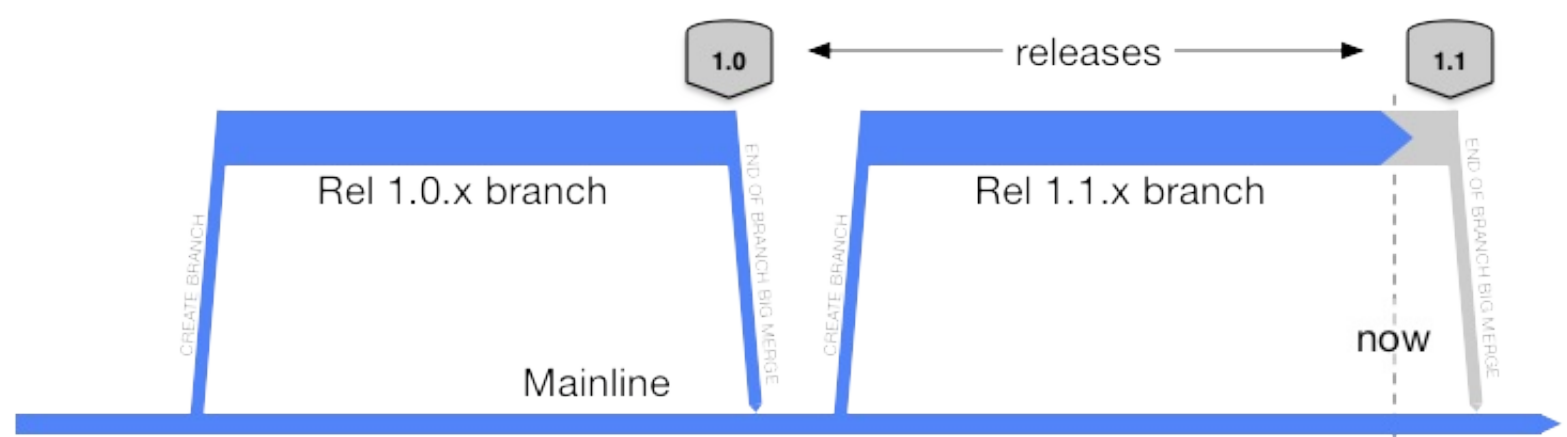 1.0
releases
1.1
Rel 1.0.x branch
Rel 1.1.x branch
CREATE BRANCH
END OF BRANCH BIG MERGE
CREATE BRANCH
END OF BRANCH BIG MERGE
now
Mainline